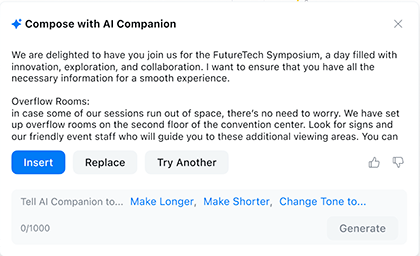 Compose with AI Companion
We are delighted to have you join us for the FutureTech Symposium, a day filled with
innovation, exploration, and collaboration. I want to ensure that you have all the
necessary information for a smooth experience.
Overflow Rooms:
in case some of our sessions run out of space, there's no need to worry. We have set
up overflow rooms on the second floor of the convention center. Look for signs and
our friendly event staff who will guide you to these additional viewing areas. You can
Insert Replace Try Another
Tell AI Companion to... Make Longer, Make Shorter, Change Tone to...
0/1000 Generate